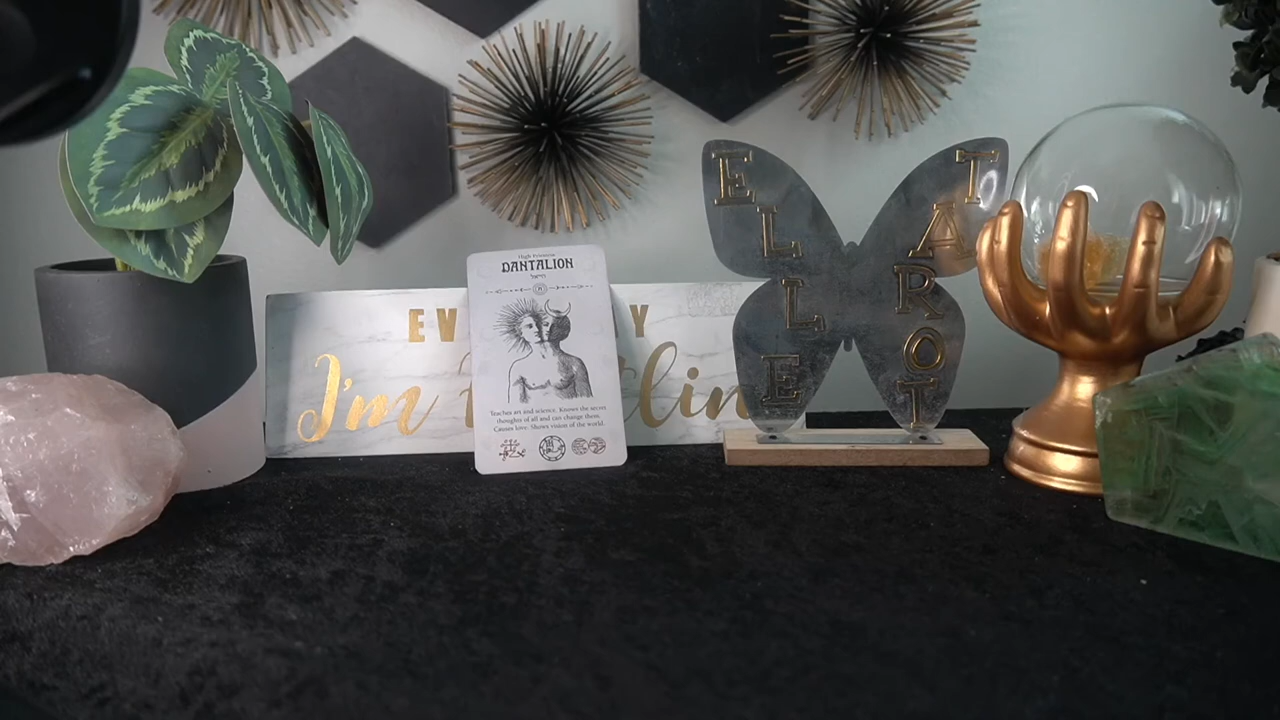 High Priestess
DANTALION
Teaches art and science. Knows the secret
thoughts of all and can change them.
Causes love. Shows vision of the world.
EV Y
I'm
ELLE
TAROT